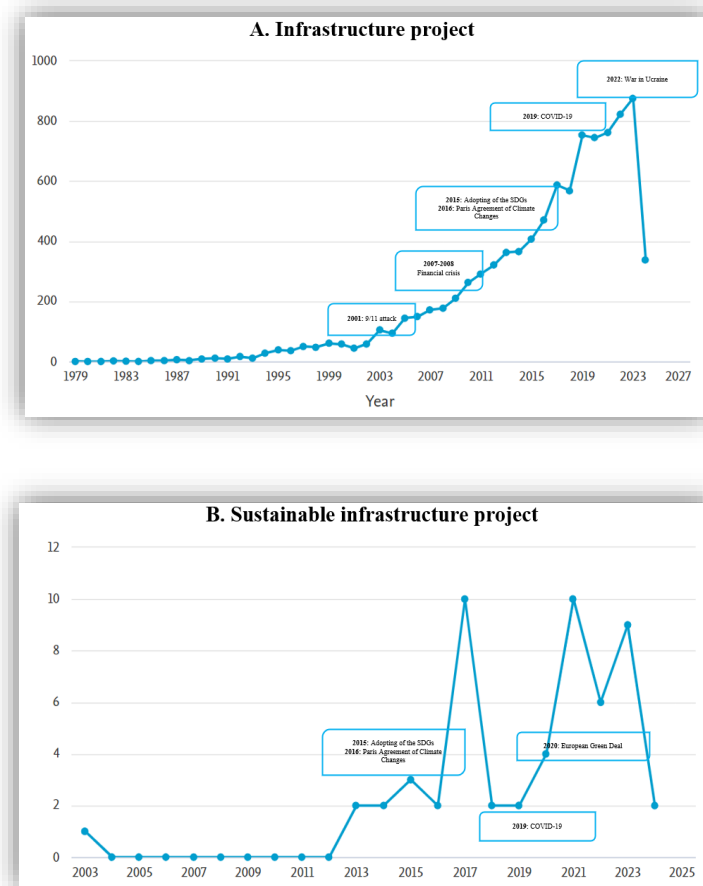 A. Infrastructure project
1000
2022: War in Ucraine
800
2019: COVID-19
600
2015: Adopting of the SDGs
2016: Paris Agreement of Climate
Changes
400
2007-2008
Financial crisis
200
2001: 9/11 attack
0
1979 1983 1987 1991 1995 1999 2003 2007 2011 2015 2019 2023 2027
Year
B. Sustainable infrastructure project
12
10
8
6
4
2015: Adopting of the SDGs
2016: Paris Agreement of Climate
Changes
2020: European Green Deal
2
2019: COVID-19
0
2003 2005 2007 2009 2011 2013 2015 2017 2019 2021 2023 2025